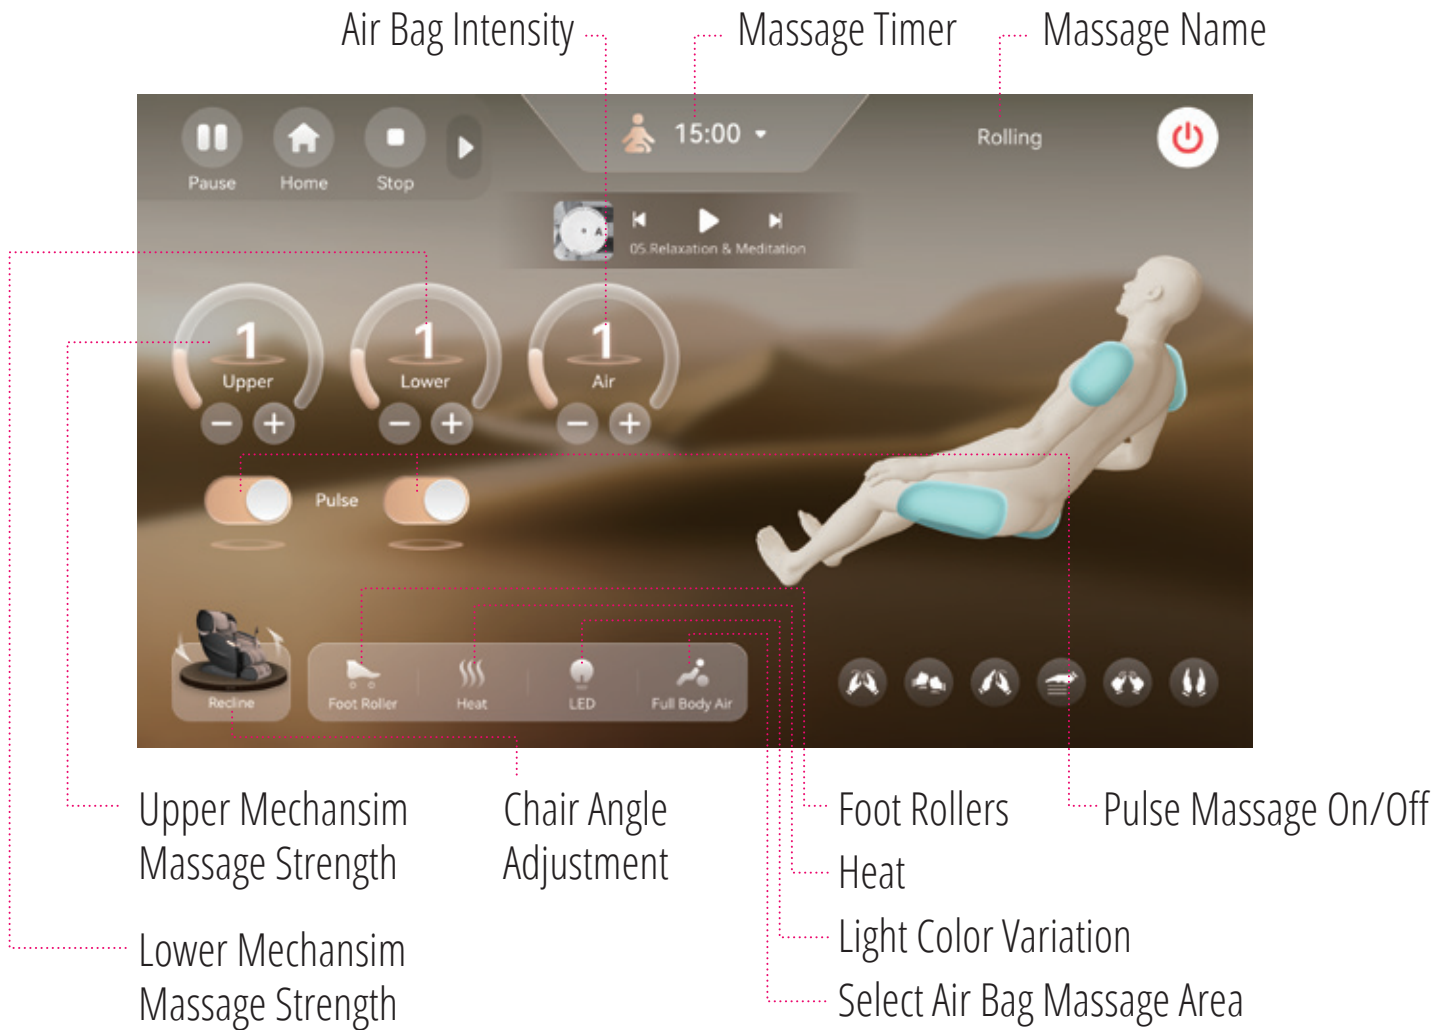 Air Bag Intensity
Massage Timer
Massage Name
15:00
Rolling
Pause
Home
Stop
A
05.Relaxation & Meditation
1
1
1
Upper
Lower
Air
Pulse
Recline
Foot Roller
Heat
LED
Full Body Air
Upper Mechansim
Massage Strength
Chair Angle
Adjustment
Foot Rollers
Pulse Massage On/Off
Heat
Light Color Variation
Lower Mechansim
Massage Strength
Select Air Bag Massage Area